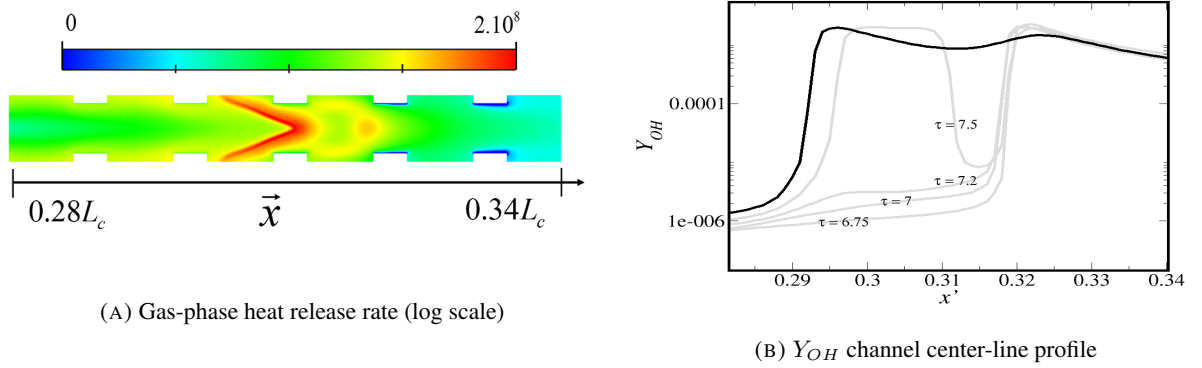 0 2.10⁸
0.28L_c x⃗ 0.34L_c
(A) Gas-phase heat release rate (log scale)
Y_OH
0.0001
1e-006
τ = 7.5
τ = 7.2
τ = 7
τ = 6.75
0.29 0.3 0.31 0.32 0.33 0.34
x'
(B) Y_OH channel center-line profile